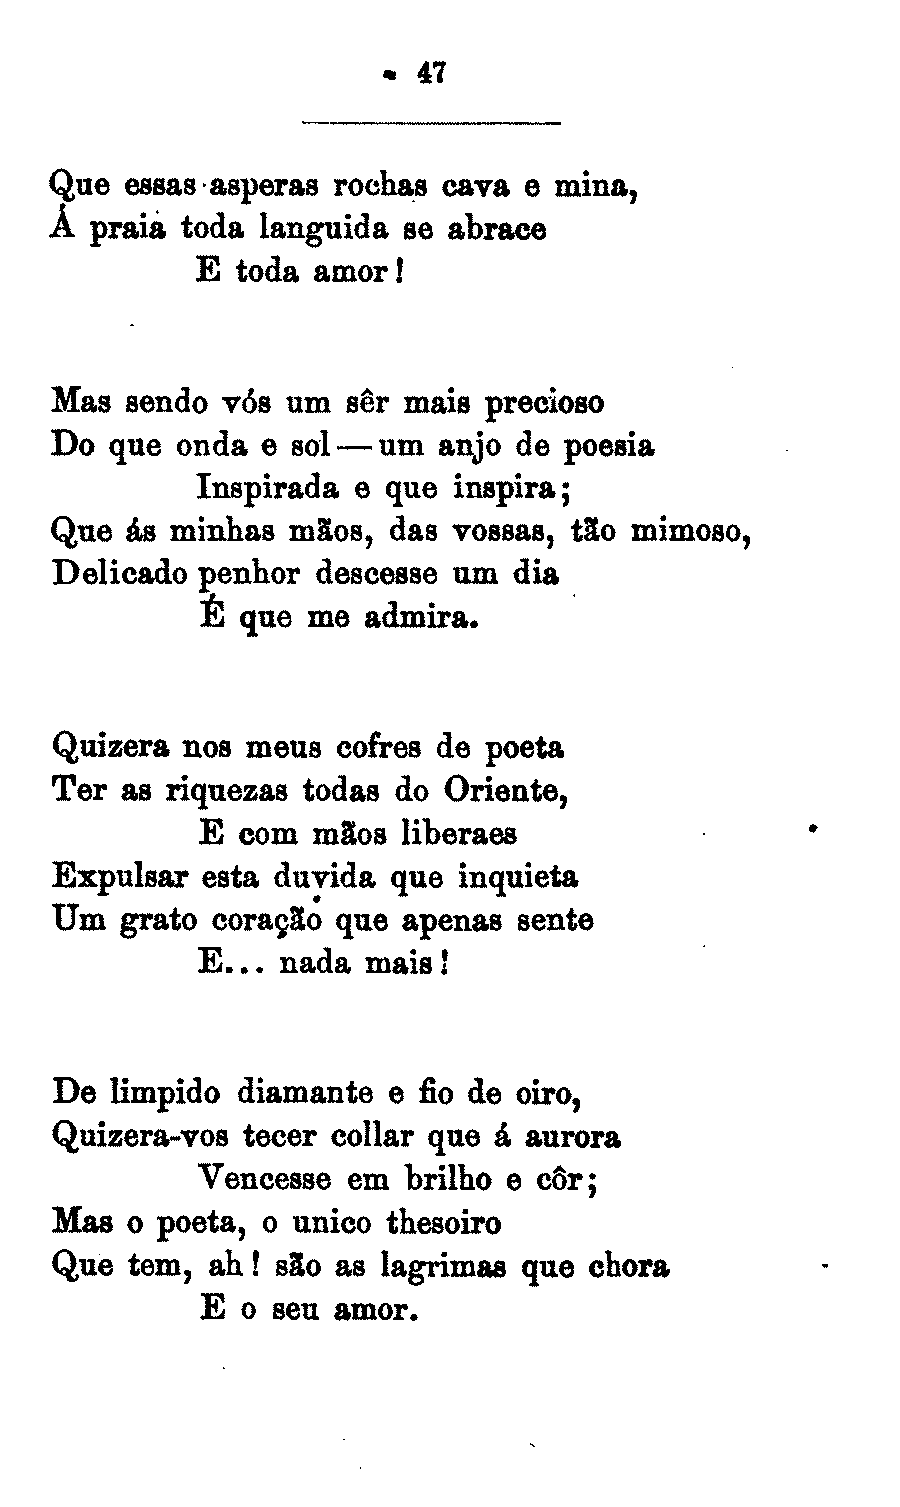 47
Que essas asperas rochas cava e mina,
Á praia toda languida se abrace
E toda amor!
Mas sendo vós um sêr mais precioso
Do que onda e sol—um anjo de poesia
Inspirada e que inspira;
Que ás minhas mãos, das vossas, tão mimoso,
Delicado penhor descesse um dia
É que me admira.
Quizera nos meus cofres de poeta
Ter as riquezas todas do Oriente,
E com mãos liberaes
Expulsar esta duvida que inquieta
Um grato coração que apenas sente
E... nada mais!
De limpido diamante e fio de oiro,
Quizera-vos tecer collar que á aurora
Vencesse em brilho e côr;
Mas o poeta, o unico thesoiro
Que tem, ah! são as lagrimas que chora
E o seu amor.